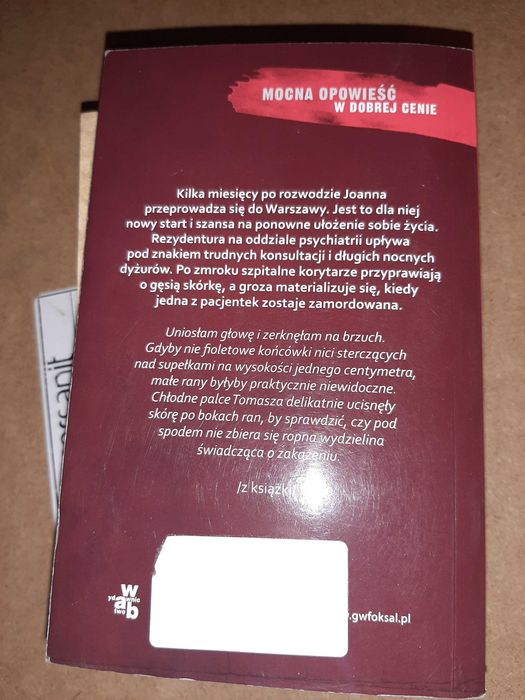 MOCNA OPOWIEŚĆ
W DOBREJ CENIE
Kilka miesięcy po rozwodzie Joanna
przeprowadza się do Warszawy. Jest to dla niej
nowy start i szansa na ponowne ułożenie sobie życia.
Rezydentura na oddziale psychiatrii upływa
pod znakiem trudnych konsultacji i długich nocnych
dyżurów. Po zmroku szpitalne korytarze przyprawiają
o gęsią skórkę, a groza materializuje się, kiedy
jedna z pacjentek zostaje zamordowana.
Uniosłam głowę i zerknęłam na brzuch.
Gdyby nie fioletowe końcówki nici sterczących
nad supełkami na wysokości jednego centymetra,
małe rany byłyby praktycznie niewidoczne.
Chłodne palce Tomasza delikatnie ucisnęły
skórę po bokach ran, by sprawdzić, czy pod
spodem nie zbiera się ropna wydzielina
świadcząca o zakażeniu.
/z książki
w
ydawnic
a
two
b
.gwfoksal.pl